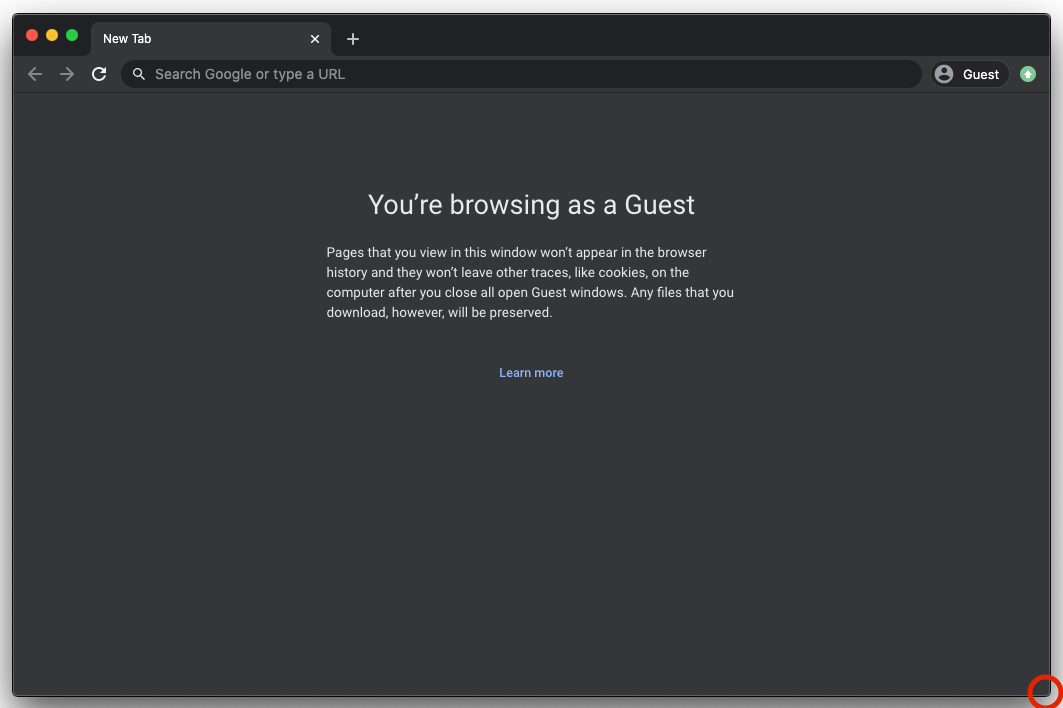 New Tab
Search Google or type a URL
Guest
You’re browsing as a Guest
Pages that you view in this window won’t appear in the browser
history and they won’t leave other traces, like cookies, on the
computer after you close all open Guest windows. Any files that you
download, however, will be preserved.
Learn more